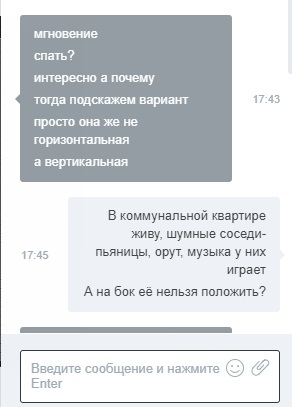 мгновение
спать?
интересно а почему
тогда подскажем вариант
17:43
просто она же не
горизонтальная
а вертикальная
В коммунальной квартире
живу, шумные соседи-
пьяницы, орут, музыка у них
17:45
играет
А на бок её нельзя положить?
Введите сообщение и нажмите
Enter